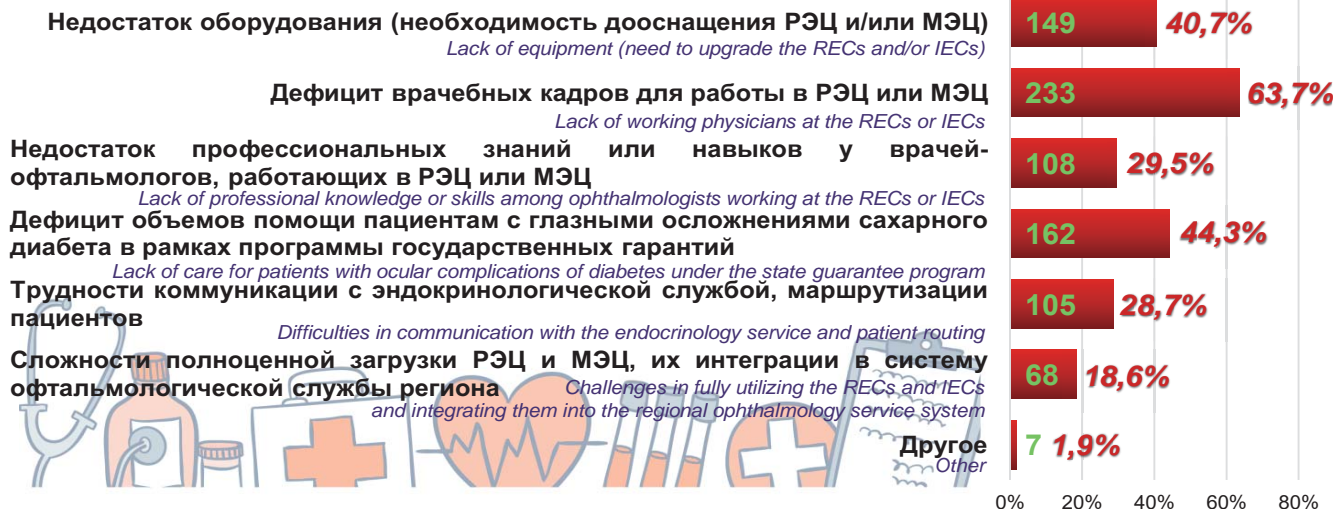 Недостаток оборудования (необходимость дооснащения РЭЦ и/или МЭЦ)
Lack of equipment (need to upgrade the RECs and/or IECs)
149 40,7%
Дефицит врачебных кадров для работы в РЭЦ или МЭЦ
Lack of working physicians at the RECs or IECs
233 63,7%
Недостаток профессиональных знаний или навыков у врачей-
офтальмологов, работающих в РЭЦ или МЭЦ
Lack of professional knowledge or skills among ophthalmologists working at the RECs or IECs
108 29,5%
Дефицит объемов помощи пациентам с глазными осложнениями сахарного
диабета в рамках программы государственных гарантий
Lack of care for patients with ocular complications of diabetes under the state guarantee program
162 44,3%
Трудности коммуникации с эндокринологической службой, маршрутизации
пациентов
Difficulties in communication with the endocrinology service and patient routing
105 28,7%
Сложности полноценной загрузки РЭЦ и МЭЦ, их интеграции в систему
офтальмологической службы региона
Challenges in fully utilizing the RECs and IECs
and integrating them into the regional ophthalmology service system
68 18,6%
Другое
Other
7 1,9%
0% 20% 40% 60% 80%